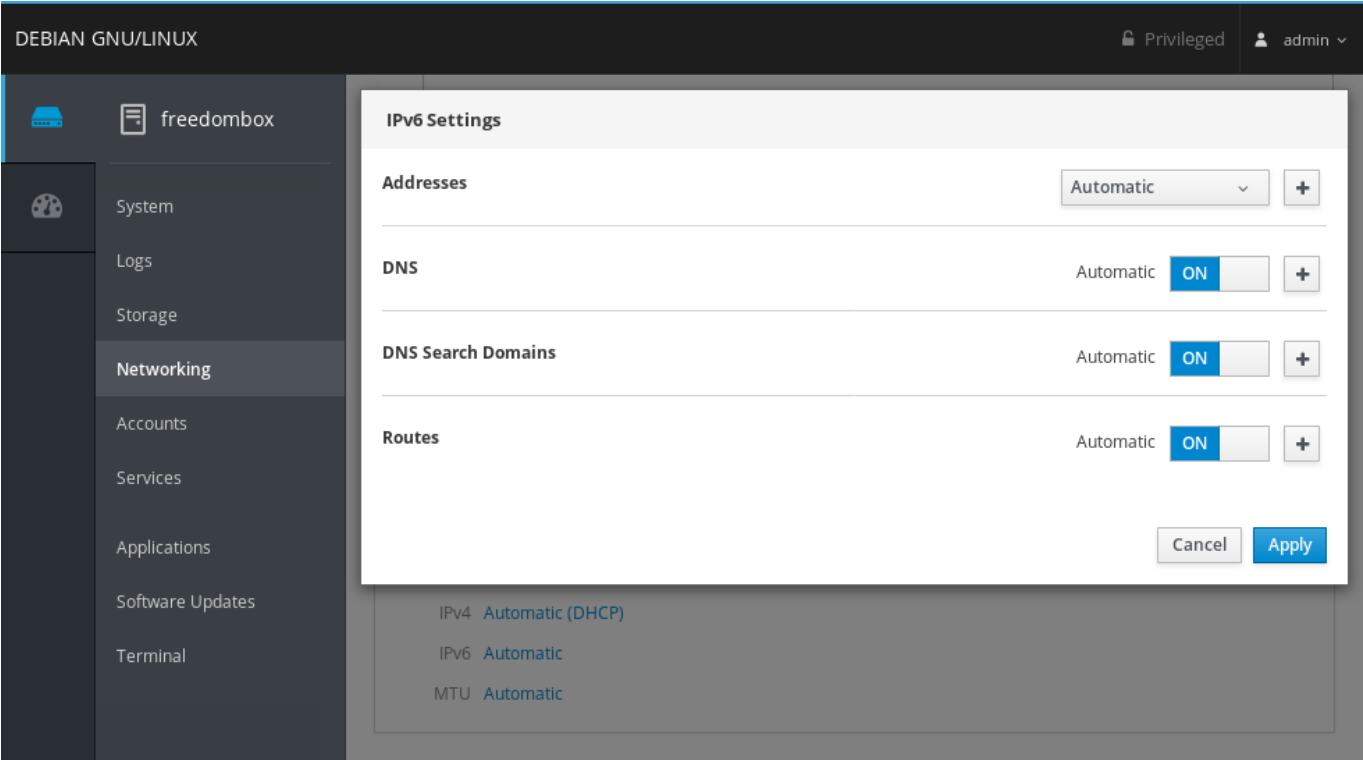 DEBIAN GNU/LINUX
Privileged
admin
freedombox
System
Logs
Storage
Networking
Accounts
Services
Applications
Software Updates
Terminal
IPv6 Settings
Addresses
Automatic
+
DNS
Automatic ON +
DNS Search Domains
Automatic ON +
Routes
Automatic ON +
Cancel Apply
IPv4 Automatic (DHCP)
IPv6 Automatic
MTU Automatic